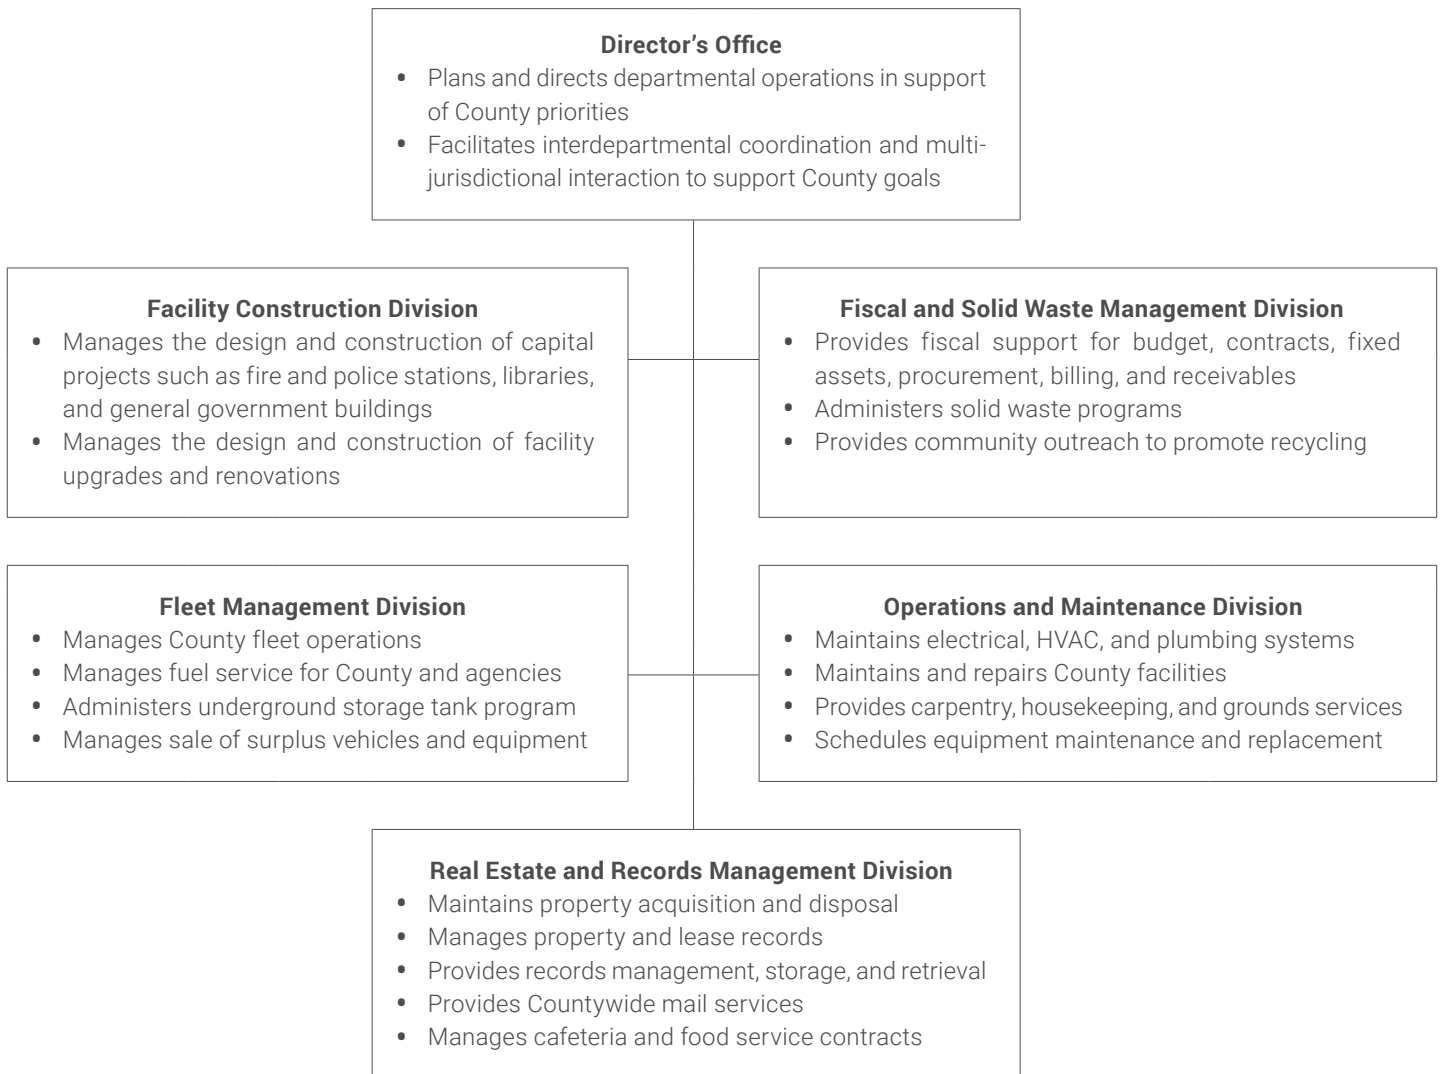 Director’s Office
• Plans and directs departmental operations in support
of County priorities
• Facilitates interdepartmental coordination and multi-
jurisdictional interaction to support County goals
Facility Construction Division
• Manages the design and construction of capital
projects such as fire and police stations, libraries,
and general government buildings
• Manages the design and construction of facility
upgrades and renovations
Fiscal and Solid Waste Management Division
• Provides fiscal support for budget, contracts, fixed
assets, procurement, billing, and receivables
• Administers solid waste programs
• Provides community outreach to promote recycling
Fleet Management Division
• Manages County fleet operations
• Manages fuel service for County and agencies
• Administers underground storage tank program
• Manages sale of surplus vehicles and equipment
Operations and Maintenance Division
• Maintains electrical, HVAC, and plumbing systems
• Maintains and repairs County facilities
• Provides carpentry, housekeeping, and grounds services
• Schedules equipment maintenance and replacement
Real Estate and Records Management Division
• Maintains property acquisition and disposal
• Manages property and lease records
• Provides records management, storage, and retrieval
• Provides Countywide mail services
• Manages cafeteria and food service contracts